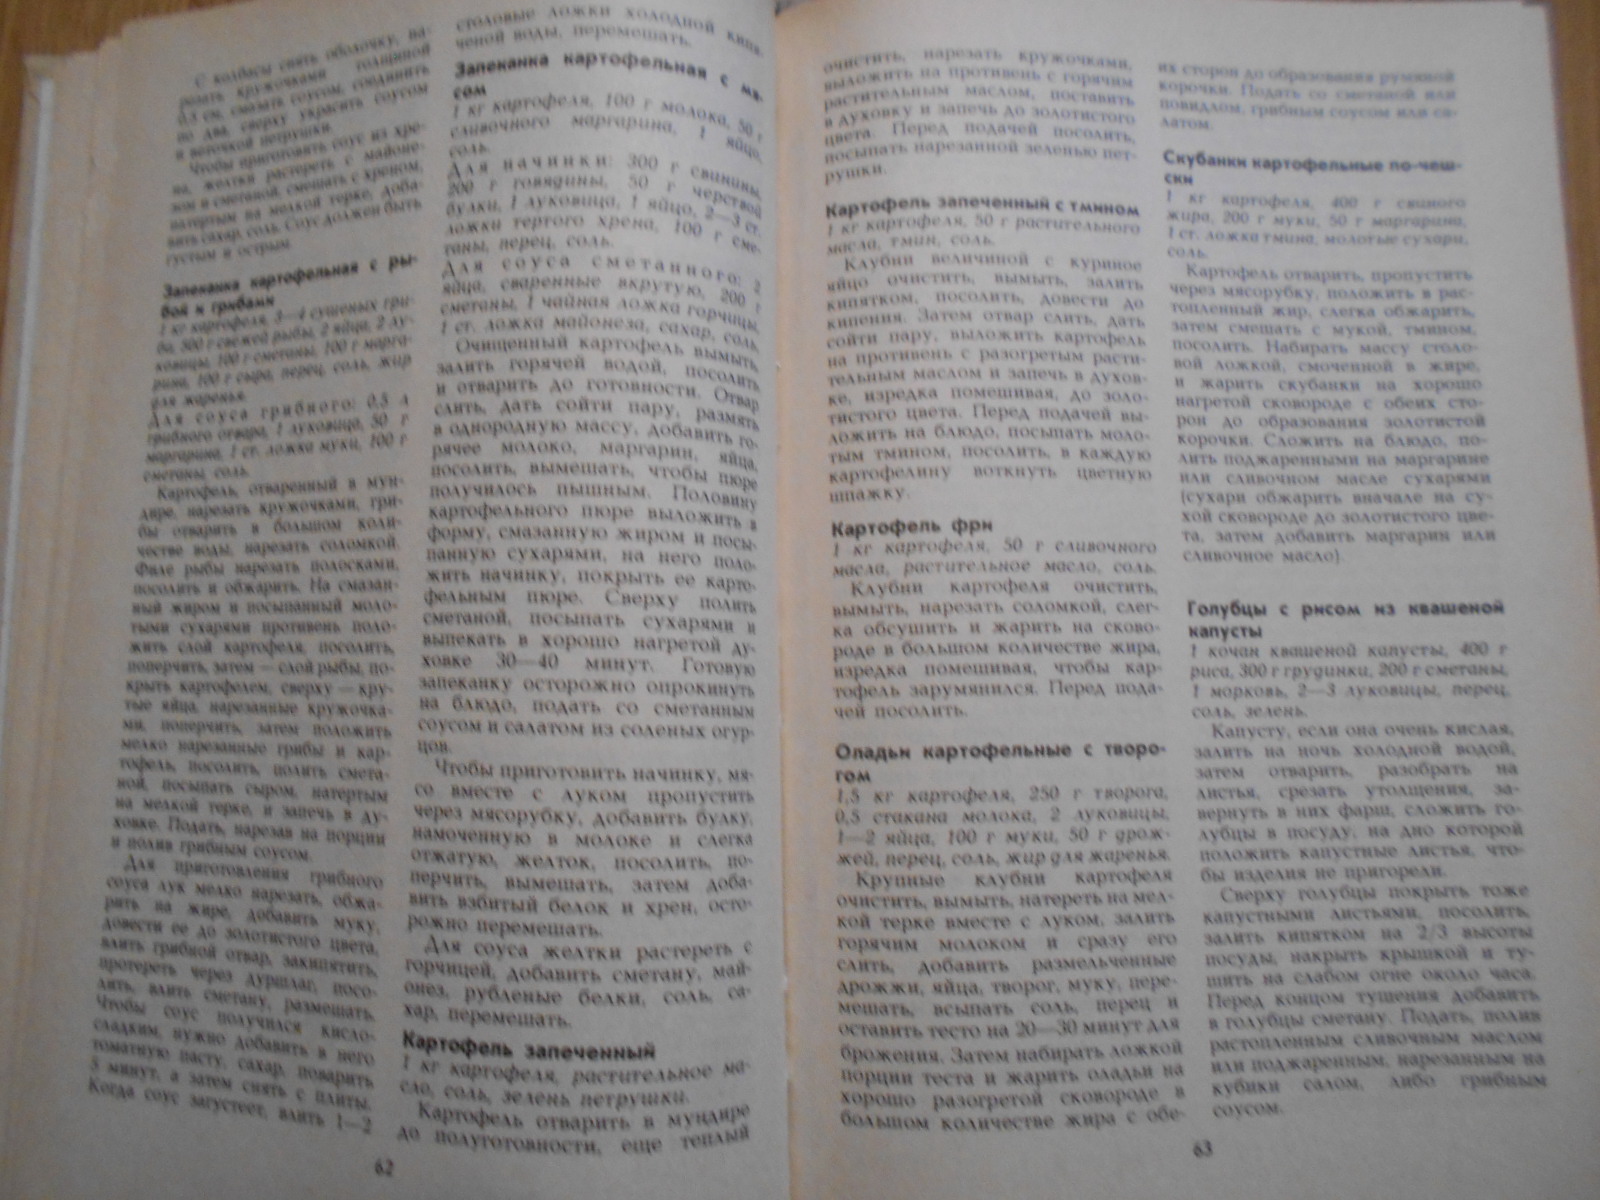 С колбасы снять оболочку, на-
резать кружочками толщиной
0,5 см, смазать соусом, соединить
по два, сверху украсить соусом
и веточкой петрушки.
Чтобы приготовить соус из хре-
на, желтки растереть с майоне-
зом и сметаной, смешать с хреном,
натертым на мелкой терке, доба-
вить сахар, соль. Соус должен быть
густым и острым.
Запеканка картофельная с ры-
бой и грибами
1 кг картофеля, 3—4 сушеных гри-
ба, 300 г свежей рыбы, 2 яйца, 2 лу-
ковицы, 100 г сметаны, 100 г марга-
рина, 100 г сыра, перец, соль, жир
для жаренья.
Для соуса грибного: 0,5 л
грибного отвара, 1 луковица, 50 г
маргарина, 1 ст. ложка муки, 100 г
сметаны, соль.
Картофель, отваренный в мун-
дире, нарезать кружочками, гри-
бы отварить в большом коли-
честве воды, нарезать соломкой.
Филе рыбы нарезать полосками,
посолить и обжарить. На смазан-
ный жиром и посыпанный моло-
тыми сухарями противень поло-
жить слой картофеля, посолить,
поперчить, затем — слой рыбы, по-
крыть картофелем, сверху — кру-
тые яйца, нарезанные кружочка-
ми, поперчить, затем положить
мелко нарезанные грибы и кар-
тофель, посолить, полить смета-
ной, посыпать сыром, натертым
на мелкой терке, и запечь в ду-
ховке. Подать, нарезав на порции
и полив грибным соусом.
Для приготовления грибного
соуса лук мелко нарезать, обжа-
рить на жире, добавить муку,
довести ее до золотистого цвета,
влить грибной отвар, закипятить,
протереть через дуршлаг, посо-
лить, влить сметану, размешать.
Чтобы соус получился кисло-
сладким, нужно добавить в него
томатную пасту, сахар, поварить
5 минут, а затем снять с плиты.
Когда соус загустеет, влить 1—2
столовые ложки холодной кипя-
ченой воды, перемешать.
Запеканка картофельная с мя-
сом
1 кг картофеля, 100 г молока, 50 г
сливочного маргарина, 1 яйцо,
соль.
Для начинки: 300 г свинины,
200 г говядины, 50 г черствой
булки, 1 луковица, 1 яйцо, 2—3 ст.
ложки тертого хрена, 100 г сме-
таны, перец, соль.
Для соуса сметанного: 2
яйца, сваренные вкрутую, 200 г
сметаны, 1 чайная ложка горчицы,
1 ст. ложка майонеза, сахар, соль.
Очищенный картофель вымыть,
залить горячей водой, посолить
и отварить до готовности. Отвар
слить, дать сойти пару, размять
в однородную массу, добавить го-
рячее молоко, маргарин, яйца,
посолить, вымешать, чтобы пюре
получилось пышным. Половину
картофельного пюре выложить в
форму, смазанную жиром и посы-
панную сухарями, на него поло-
жить начинку, покрыть ее карто-
фельным пюре. Сверху полить
сметаной, посыпать сухарями и
выпекать в хорошо нагретой ду-
ховке 30—40 минут. Готовую
запеканку осторожно опрокинуть
на блюдо, подать со сметанным
соусом и салатом из соленых огур-
цов.
Чтобы приготовить начинку, мя-
со вместе с луком пропустить
через мясорубку, добавить булку,
намоченную в молоке и слегка
отжатую, желток, посолить, по-
перчить, вымешать, затем доба-
вить взбитый белок и хрен, осто-
рожно перемешать.
Для соуса желтки растереть с
горчицей, добавить сметану, май-
онез, рубленые белки, соль, са-
хар, перемешать.
Картофель запеченный
1 кг картофеля, растительное ма-
сло, соль, зелень петрушки.
Картофель отварить в мундире
до полуготовности, еще теплый
62
очистить, нарезать кружочками,
выложить на противень с горячим
растительным маслом, поставить
в духовку и запечь до золотистого
цвета. Перед подачей посолить,
посыпать нарезанной зеленью пет-
рушки.
Картофель запеченный с тмином
1 кг картофеля, 50 г растительного
масла, тмин, соль.
Клубни величиной с куриное
яйцо очистить, вымыть, залить
кипятком, посолить, довести до
кипения. Затем отвар слить, дать
сойти пару, выложить картофель
на противень с разогретым расти-
тельным маслом и запечь в духов-
ке, изредка помешивая, до золо-
тистого цвета. Перед подачей вы-
ложить на блюдо, посыпать моло-
тым тмином, посолить, в каждую
картофелину воткнуть цветную
шпажку.
Картофель фри
1 кг картофеля, 50 г сливочного
масла, растительное масло, соль.
Клубни картофеля очистить,
вымыть, нарезать соломкой, слег-
ка обсушить и жарить на сково-
роде в большом количестве жира,
изредка помешивая, чтобы кар-
тофель зарумянился. Перед пода-
чей посолить.
Оладьи картофельные с творо-
гом
1,5 кг картофеля, 250 г творога,
0,5 стакана молока, 2 луковицы,
1—2 яйца, 100 г муки, 50 г дрож-
жей, перец, соль, жир для жаренья.
Крупные клубни картофеля
очистить, вымыть, натереть на мел-
кой терке вместе с луком, залить
горячим молоком и сразу его
слить, добавить размельченные
дрожжи, яйца, творог, муку, пере-
мешать, всыпать соль, перец и
оставить тесто на 20—30 минут для
брожения. Затем набирать ложкой
порции теста и жарить оладьи на
хорошо разогретой сковороде в
большом количестве жира с обе-
их сторон до образования румяной
корочки. Подать со сметаной или
повидлом, грибным соусом или са-
латом.
Скубанки картофельные по-чеш-
ски
1 кг картофеля, 400 г свиного
жира, 200 г муки, 50 г маргарина,
1 ст. ложка тмина, молотые сухари,
соль.
Картофель отварить, пропустить
через мясорубку, положить в рас-
топленный жир, слегка обжарить,
затем смешать с мукой, тмином,
посолить. Набирать массу столо-
вой ложкой, смоченной в жире,
и жарить скубанки на хорошо
нагретой сковороде с обеих сто-
рон до образования золотистой
корочки. Сложить на блюдо, по-
лить поджаренными на маргарине
или сливочном масле сухарями
(сухари обжарить вначале на су-
хой сковороде до золотистого цве-
та, затем добавить маргарин или
сливочное масло).
Голубцы с рисом из квашеной
капусты
1 кочан квашеной капусты, 400 г
риса, 300 г грудинки, 200 г сметаны,
1 морковь, 2—3 луковицы, перец,
соль, зелень.
Капусту, если она очень кислая,
залить на ночь холодной водой,
затем отварить, разобрать на
листья, срезать утолщения, за-
вернуть в них фарш, сложить го-
лубцы в посуду, на дно которой
положить капустные листья, что-
бы изделия не пригорели.
Сверху голубцы покрыть тоже
капустными листьями, посолить,
залить кипятком на 2/3 высоты
посуды, накрыть крышкой и ту-
шить на слабом огне около часа.
Перед концом тушения добавить
в голубцы сметану. Подать, полив
растопленным сливочным маслом
или поджаренным, нарезанным на
кубики салом, либо грибным
соусом.
63